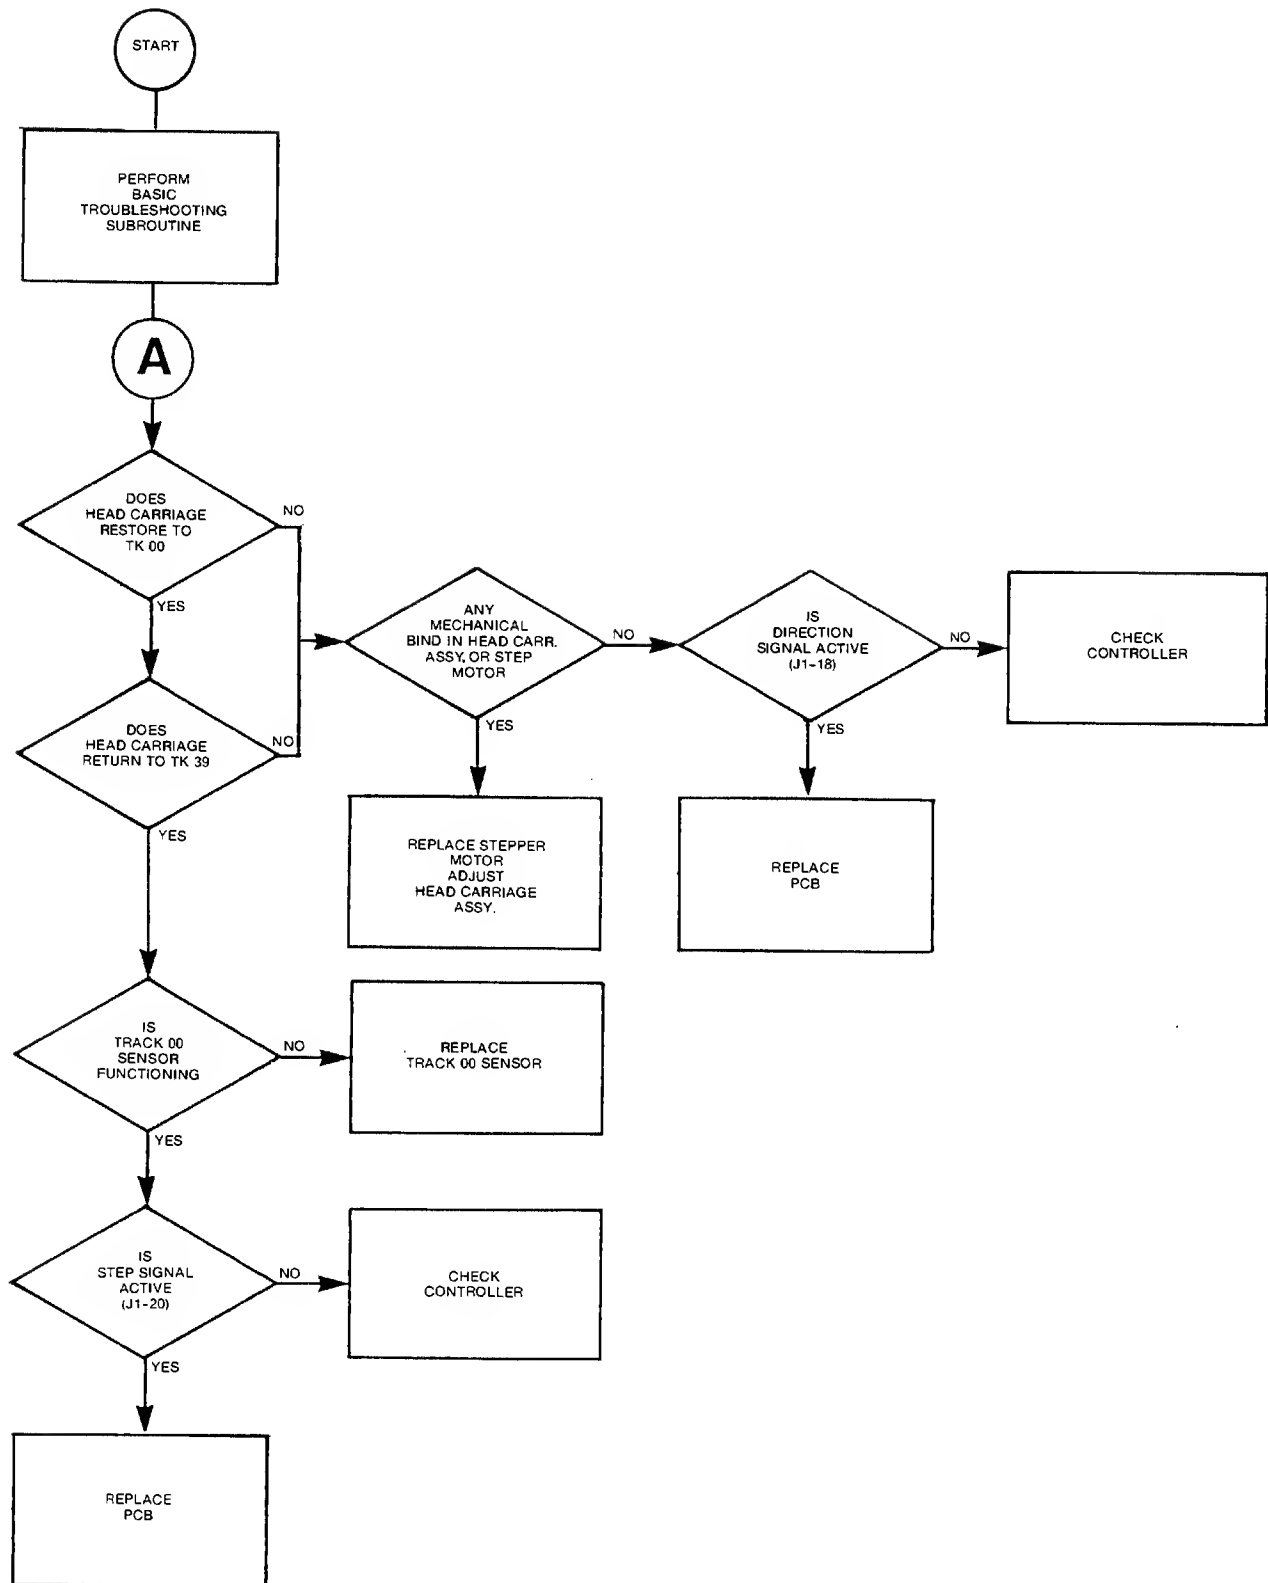 START
PERFORM
BASIC
TROUBLESHOOTING
SUBROUTINE
A
DOES
HEAD CARRIAGE
RESTORE TO
TK 00
NO
YES
ANY
MECHANICAL
BIND IN HEAD CARR.
ASSY. OR STEP
MOTOR
NO
YES
IS
DIRECTION
SIGNAL ACTIVE
(J1-18)
NO
YES
CHECK
CONTROLLER
DOES
HEAD CARRIAGE
RETURN TO TK 39
NO
YES
REPLACE STEPPER
MOTOR
ADJUST
HEAD CARRIAGE
ASSY.
REPLACE
PCB
IS
TRACK 00
SENSOR
FUNCTIONING
NO
YES
REPLACE
TRACK 00 SENSOR
IS
STEP SIGNAL
ACTIVE
(J1-20)
NO
YES
CHECK
CONTROLLER
REPLACE
PCB